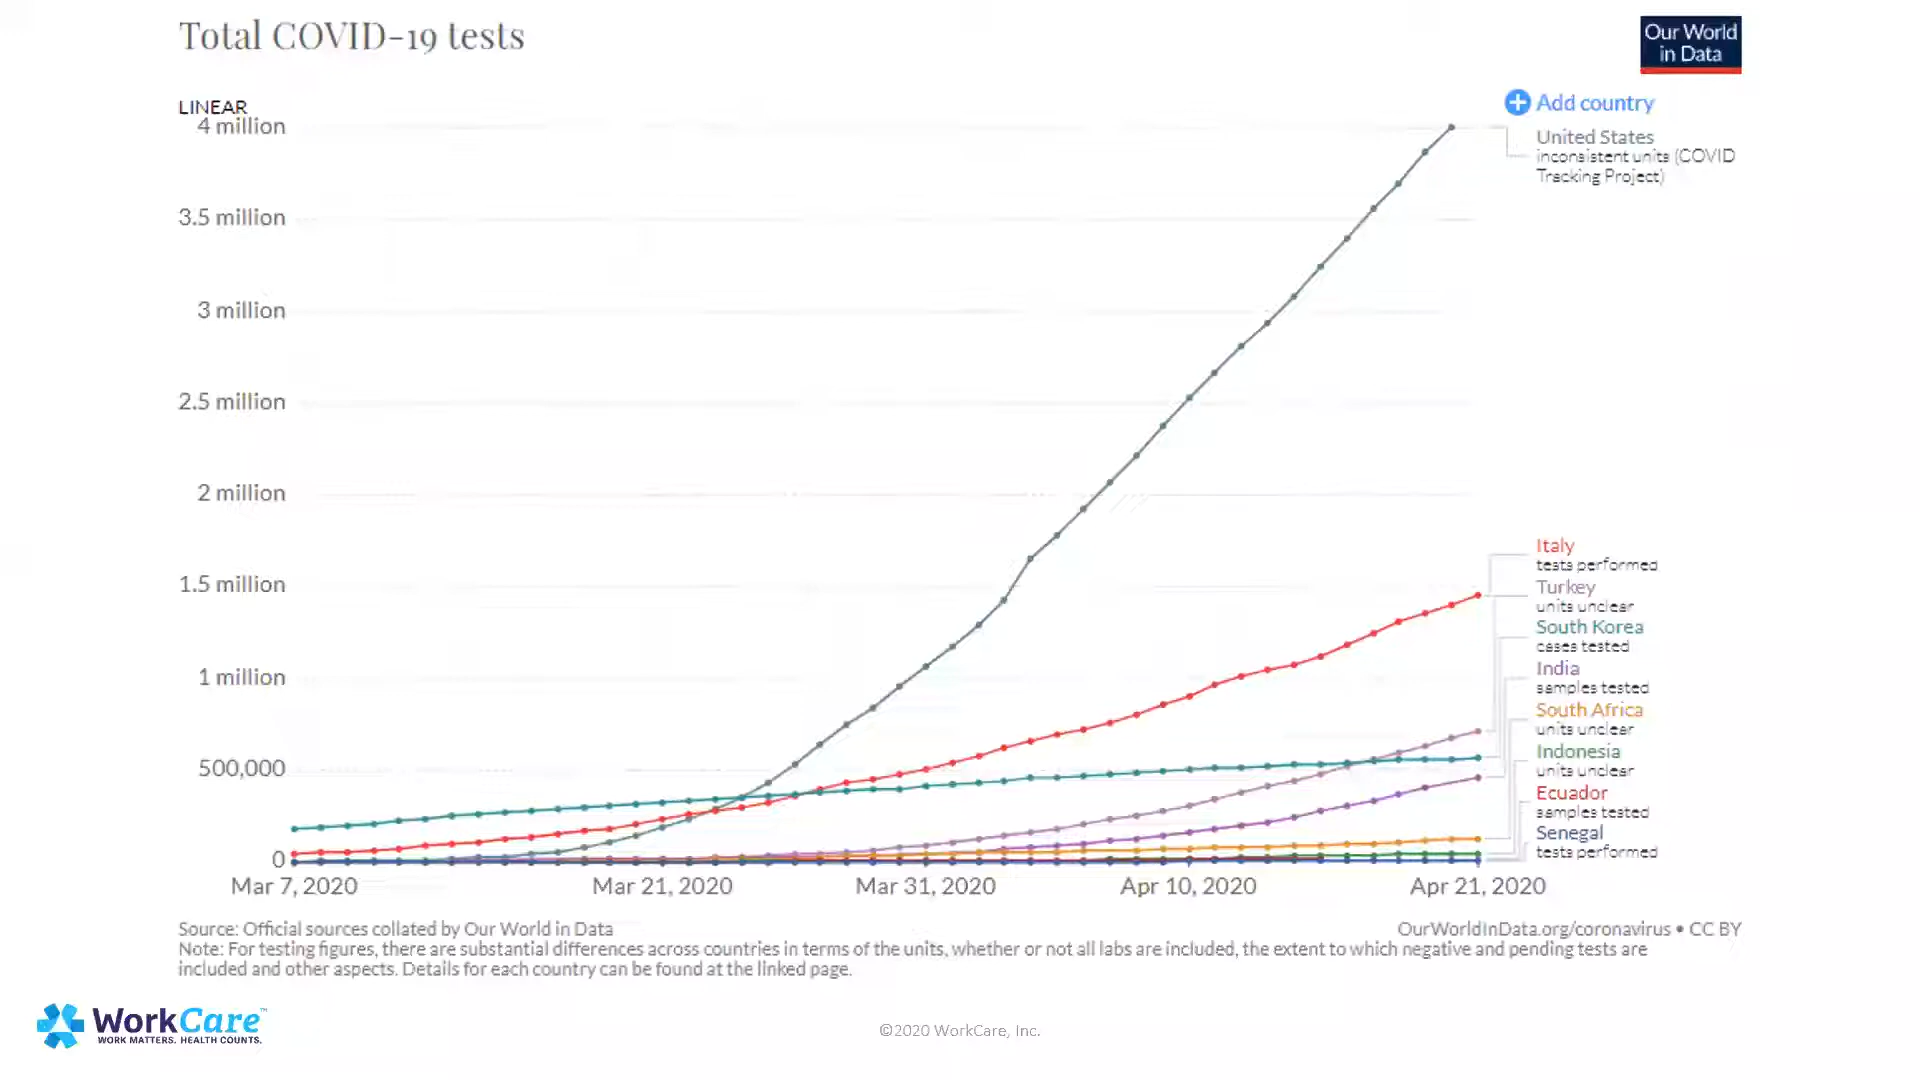 Total COVID-19 tests
Our World
in Data
LINEAR
Add country
4 million
United States
inconsistent units (COVID
Tracking Project)
3.5 million
3 million
2.5 million
2 million
Italy
tests performed
1.5 million
Turkey
units unclear
South Korea
cases tested
India
samples tested
1 million
South Africa
units unclear
Indonesia
units unclear
500,000
Ecuador
samples tested
Senegal
tests performed
0
Mar 7, 2020
Mar 21, 2020
Mar 31, 2020
Apr 10, 2020
Apr 21, 2020
Source: Official sources collated by Our World in Data
OurWorldInData.org/coronavirus • CC BY
Note: For testing figures, there are substantial differences across countries in terms of the units, whether or not all labs are included, the extent to which negative and pending tests are
included and other aspects. Details for each country can be found at the linked page.
WorkCare™
WORK MATTERS. HEALTH COUNTS.
©2020 WorkCare, Inc.